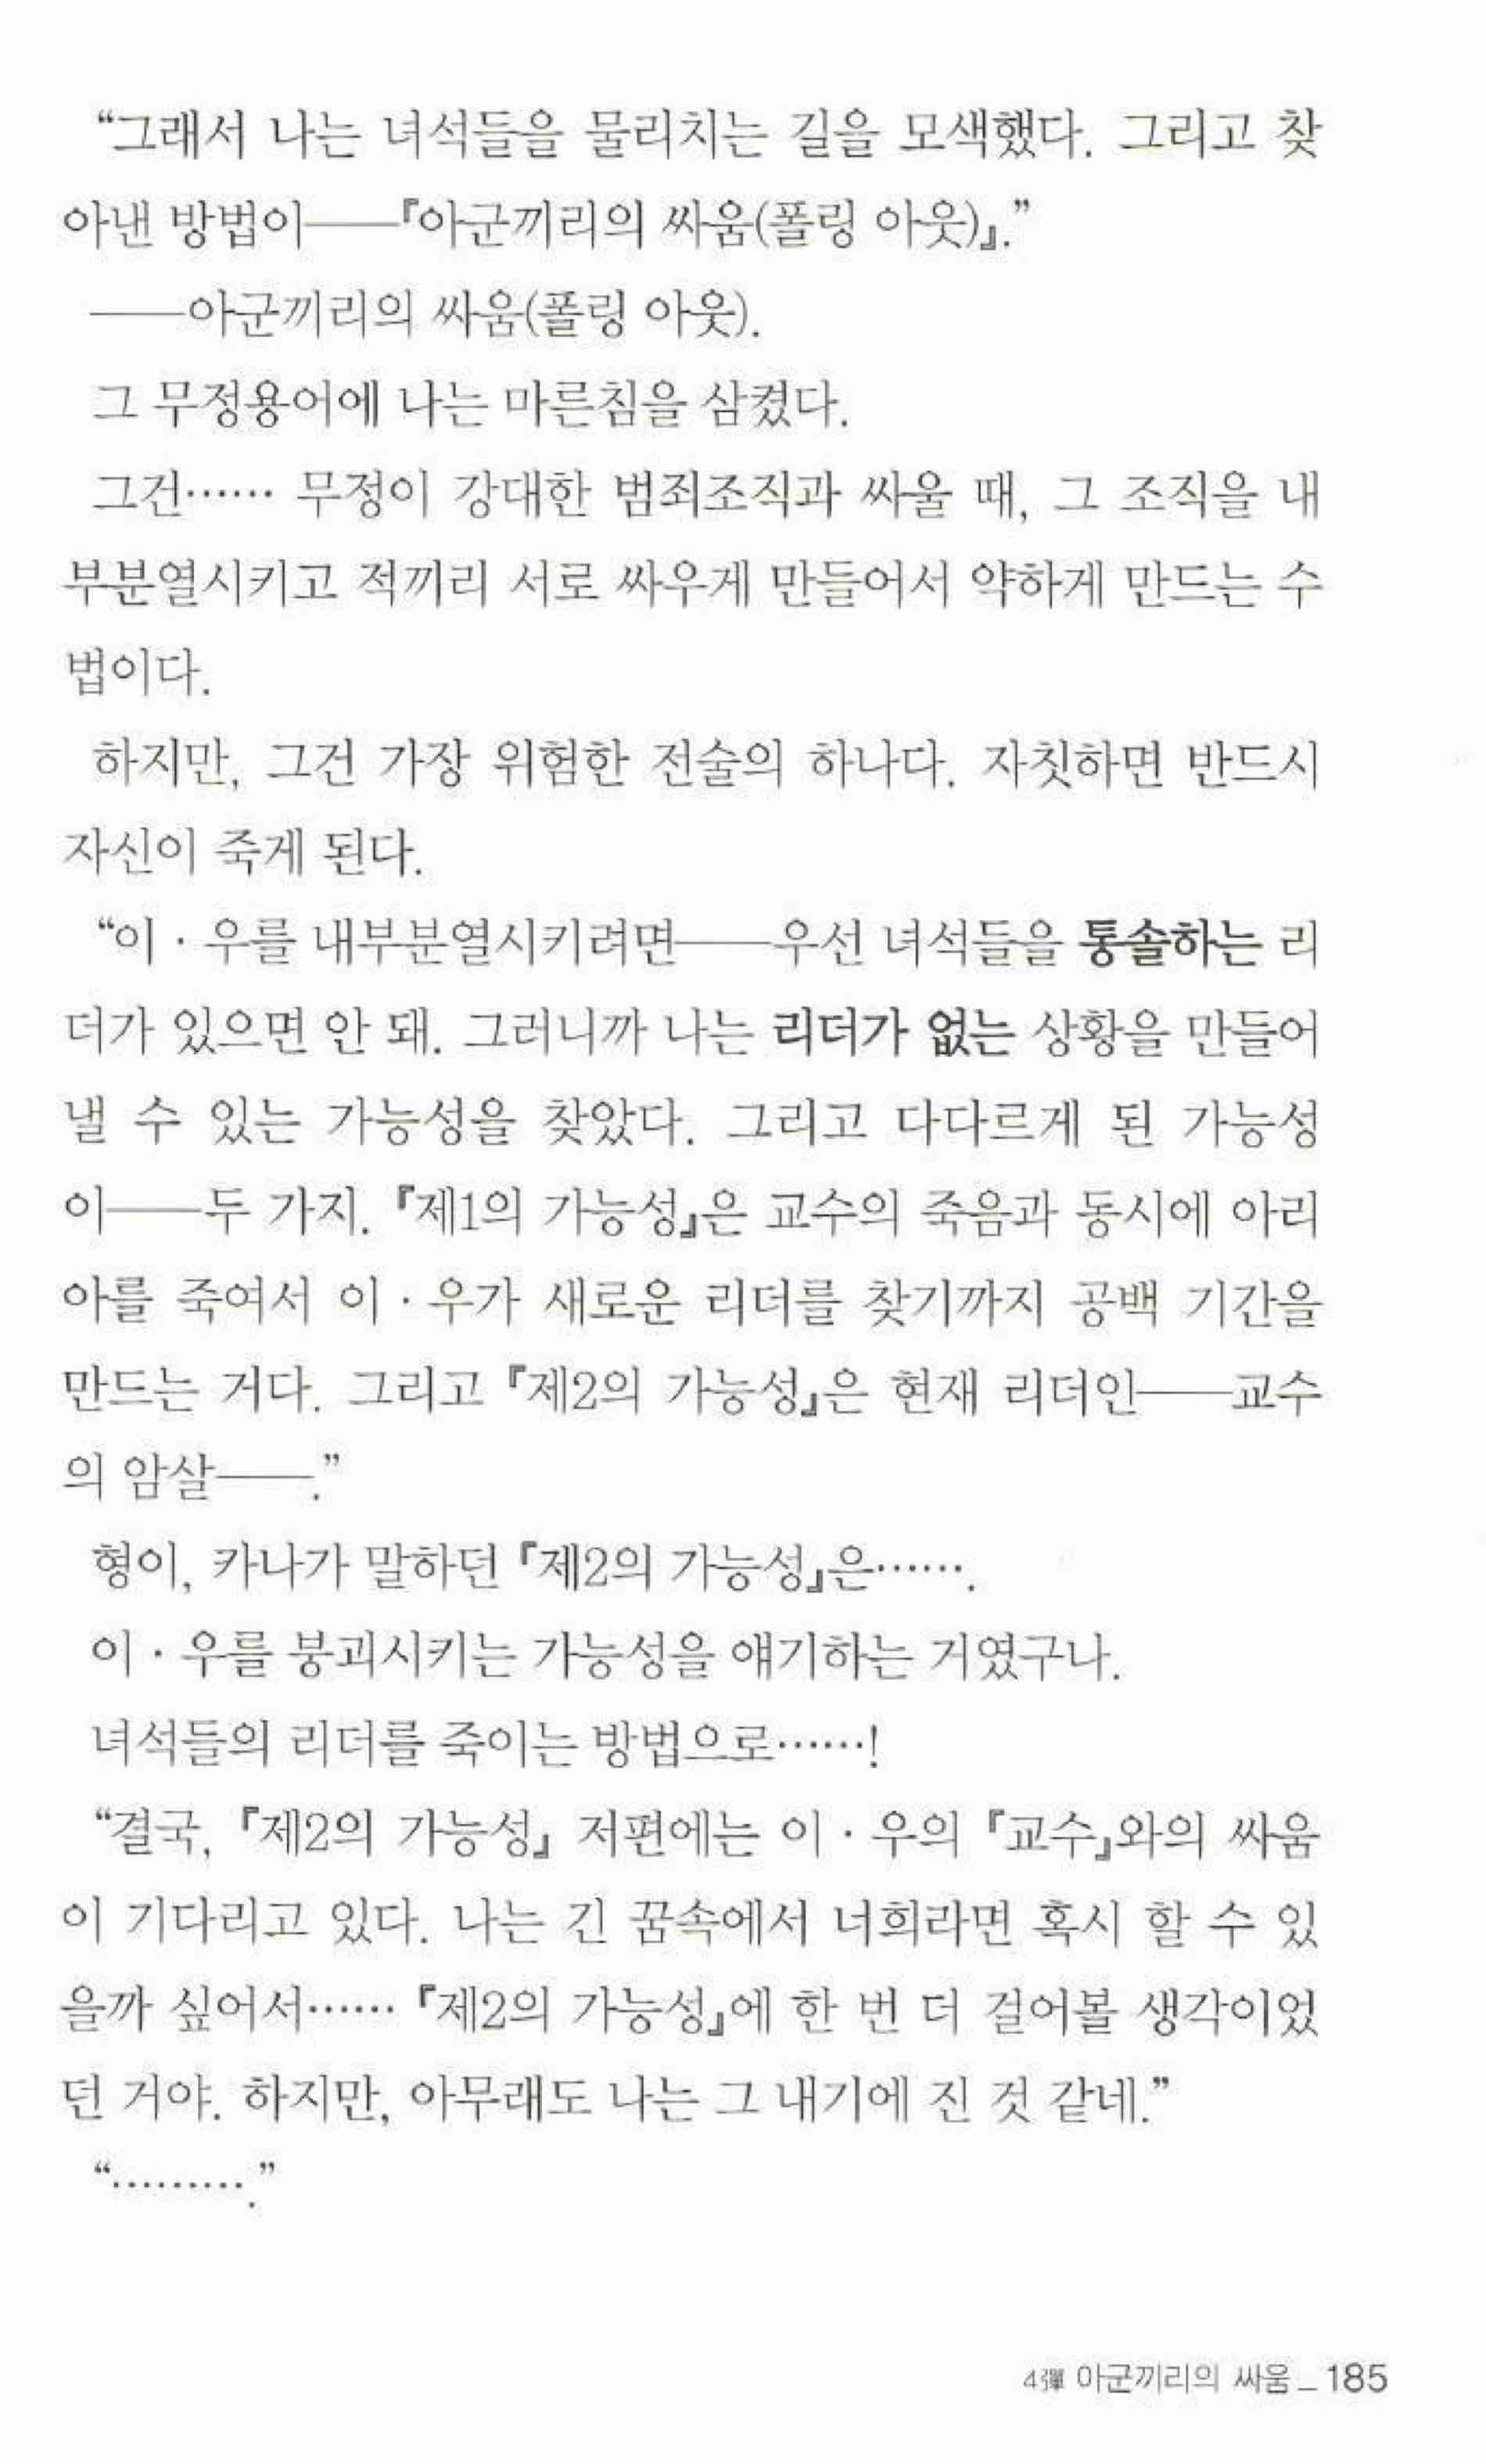 “그래서 나는 녀석들을 물리치는 길을 모색했다. 그리고 찾
아낸 방법이――『아군끼리의 싸움(폴링 아웃)』.”
――아군끼리의 싸움(폴링 아웃).
그 무정용어에 나는 마른침을 삼켰다.
그건…… 무정이 강대한 범죄조직과 싸울 때, 그 조직을 내
부분열시키고 적끼리 서로 싸우게 만들어서 약하게 만드는 수
법이다.
하지만, 그건 가장 위험한 전술의 하나다. 자칫하면 반드시
자신이 죽게 된다.
“이·우를 내부분열시키려면――우선 녀석들을 통솔하는 리
더가 있으면 안 돼. 그러니까 나는 리더가 없는 상황을 만들어
낼 수 있는 가능성을 찾았다. 그리고 다다르게 된 가능성
이――두 가지. 『제1의 가능성』은 교수의 죽음과 동시에 아리
아를 죽여서 이·우가 새로운 리더를 찾기까지 공백 기간을
만드는 거다. 그리고 『제2의 가능성』은 현재 리더인――교수
의 암살――.”
형이, 카나가 말하던 『제2의 가능성』은…….
이·우를 붕괴시키는 가능성을 얘기하는 거였구나.
녀석들의 리더를 죽이는 방법으로……!
“결국, 『제2의 가능성』 저편에는 이·우의 『교수』와의 싸움
이 기다리고 있다. 나는 긴 꿈속에서 너희라면 혹시 할 수 있
을까 싶어서…… 『제2의 가능성』에 한 번 더 걸어볼 생각이었
던 거야. 하지만, 아무래도 나는 그 내기에 진 것 같네.”
“……….”
4彈 아군끼리의 싸움_185